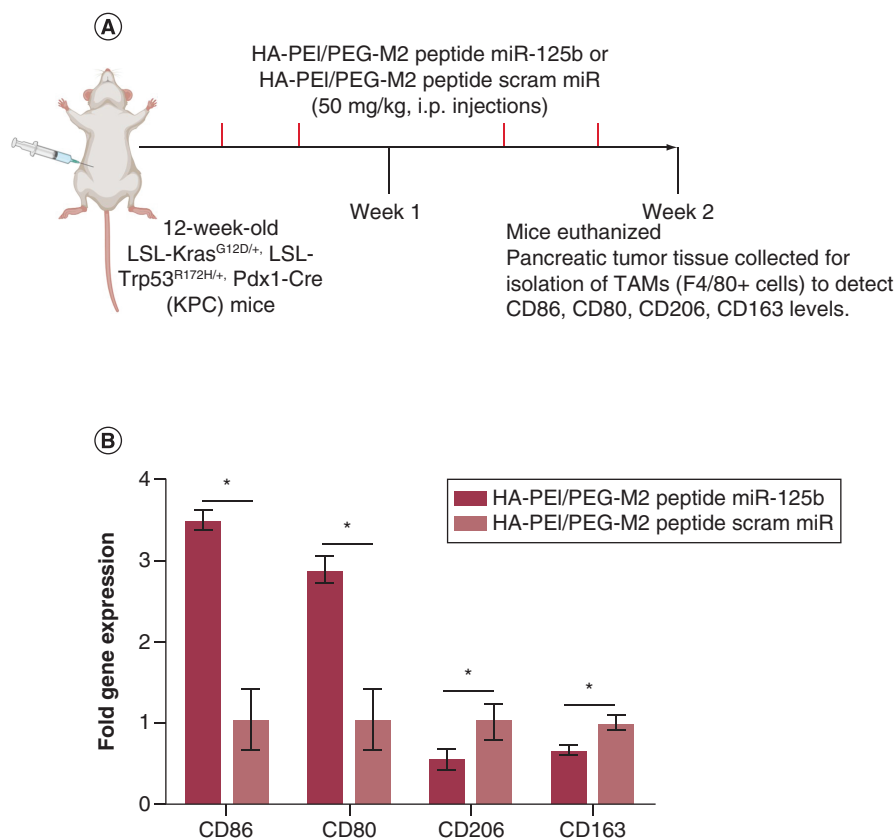 A
HA-PEI/PEG-M2 peptide miR-125b or
HA-PEI/PEG-M2 peptide scram miR
(50 mg/kg, i.p. injections)
Week 1
Week 2
12-week-old
LSL-Kras^G12D/+, LSL-
Trp53^R172H/+, Pdx1-Cre
(KPC) mice
Mice euthanized
Pancreatic tumor tissue collected for
isolation of TAMs (F4/80+ cells) to detect
CD86, CD80, CD206, CD163 levels.
B
Fold gene expression
4
3
2
1
0
*
*
*
*
HA-PEI/PEG-M2 peptide miR-125b
HA-PEI/PEG-M2 peptide scram miR
CD86
CD80
CD206
CD163